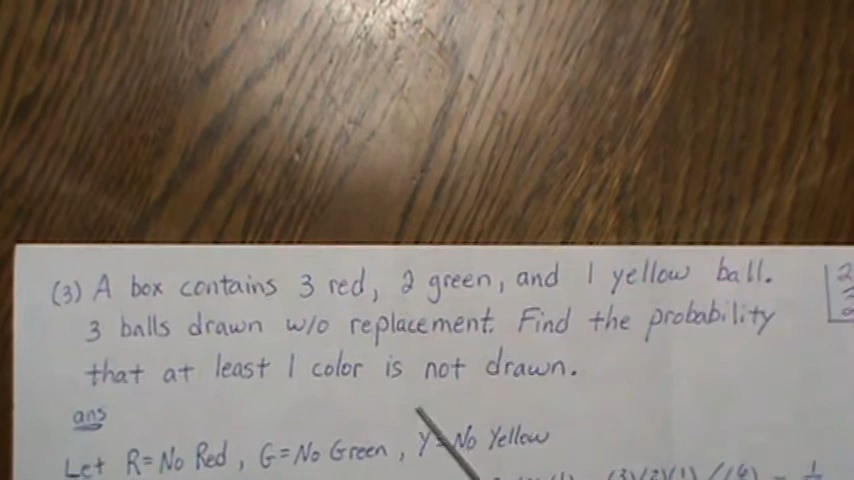 (3) A box contains 3 red, 2 green, and 1 yellow ball.
3 balls drawn w/o replacement. Find the probability
that at least 1 color is not drawn.
ans
Let R=No Red, G=No Green, Y=No Yellow